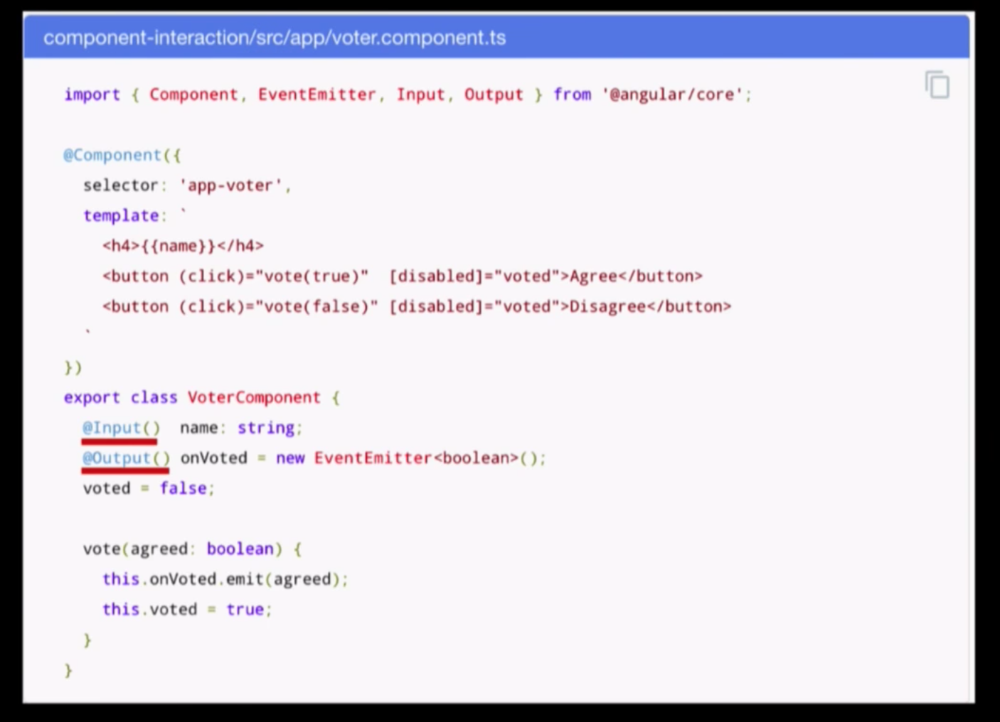 component-interaction/src/app/voter.component.ts
import { Component, EventEmitter, Input, Output } from '@angular/core';
@Component({
  selector: 'app-voter',
  template: `
    <h4>{{name}}</h4>
    <button (click)="vote(true)"  [disabled]="voted">Agree</button>
    <button (click)="vote(false)" [disabled]="voted">Disagree</button>
  `
})
export class VoterComponent {
  @Input()  name: string;
  @Output() onVoted = new EventEmitter<boolean>();
  voted = false;
  vote(agreed: boolean) {
    this.onVoted.emit(agreed);
    this.voted = true;
  }
}